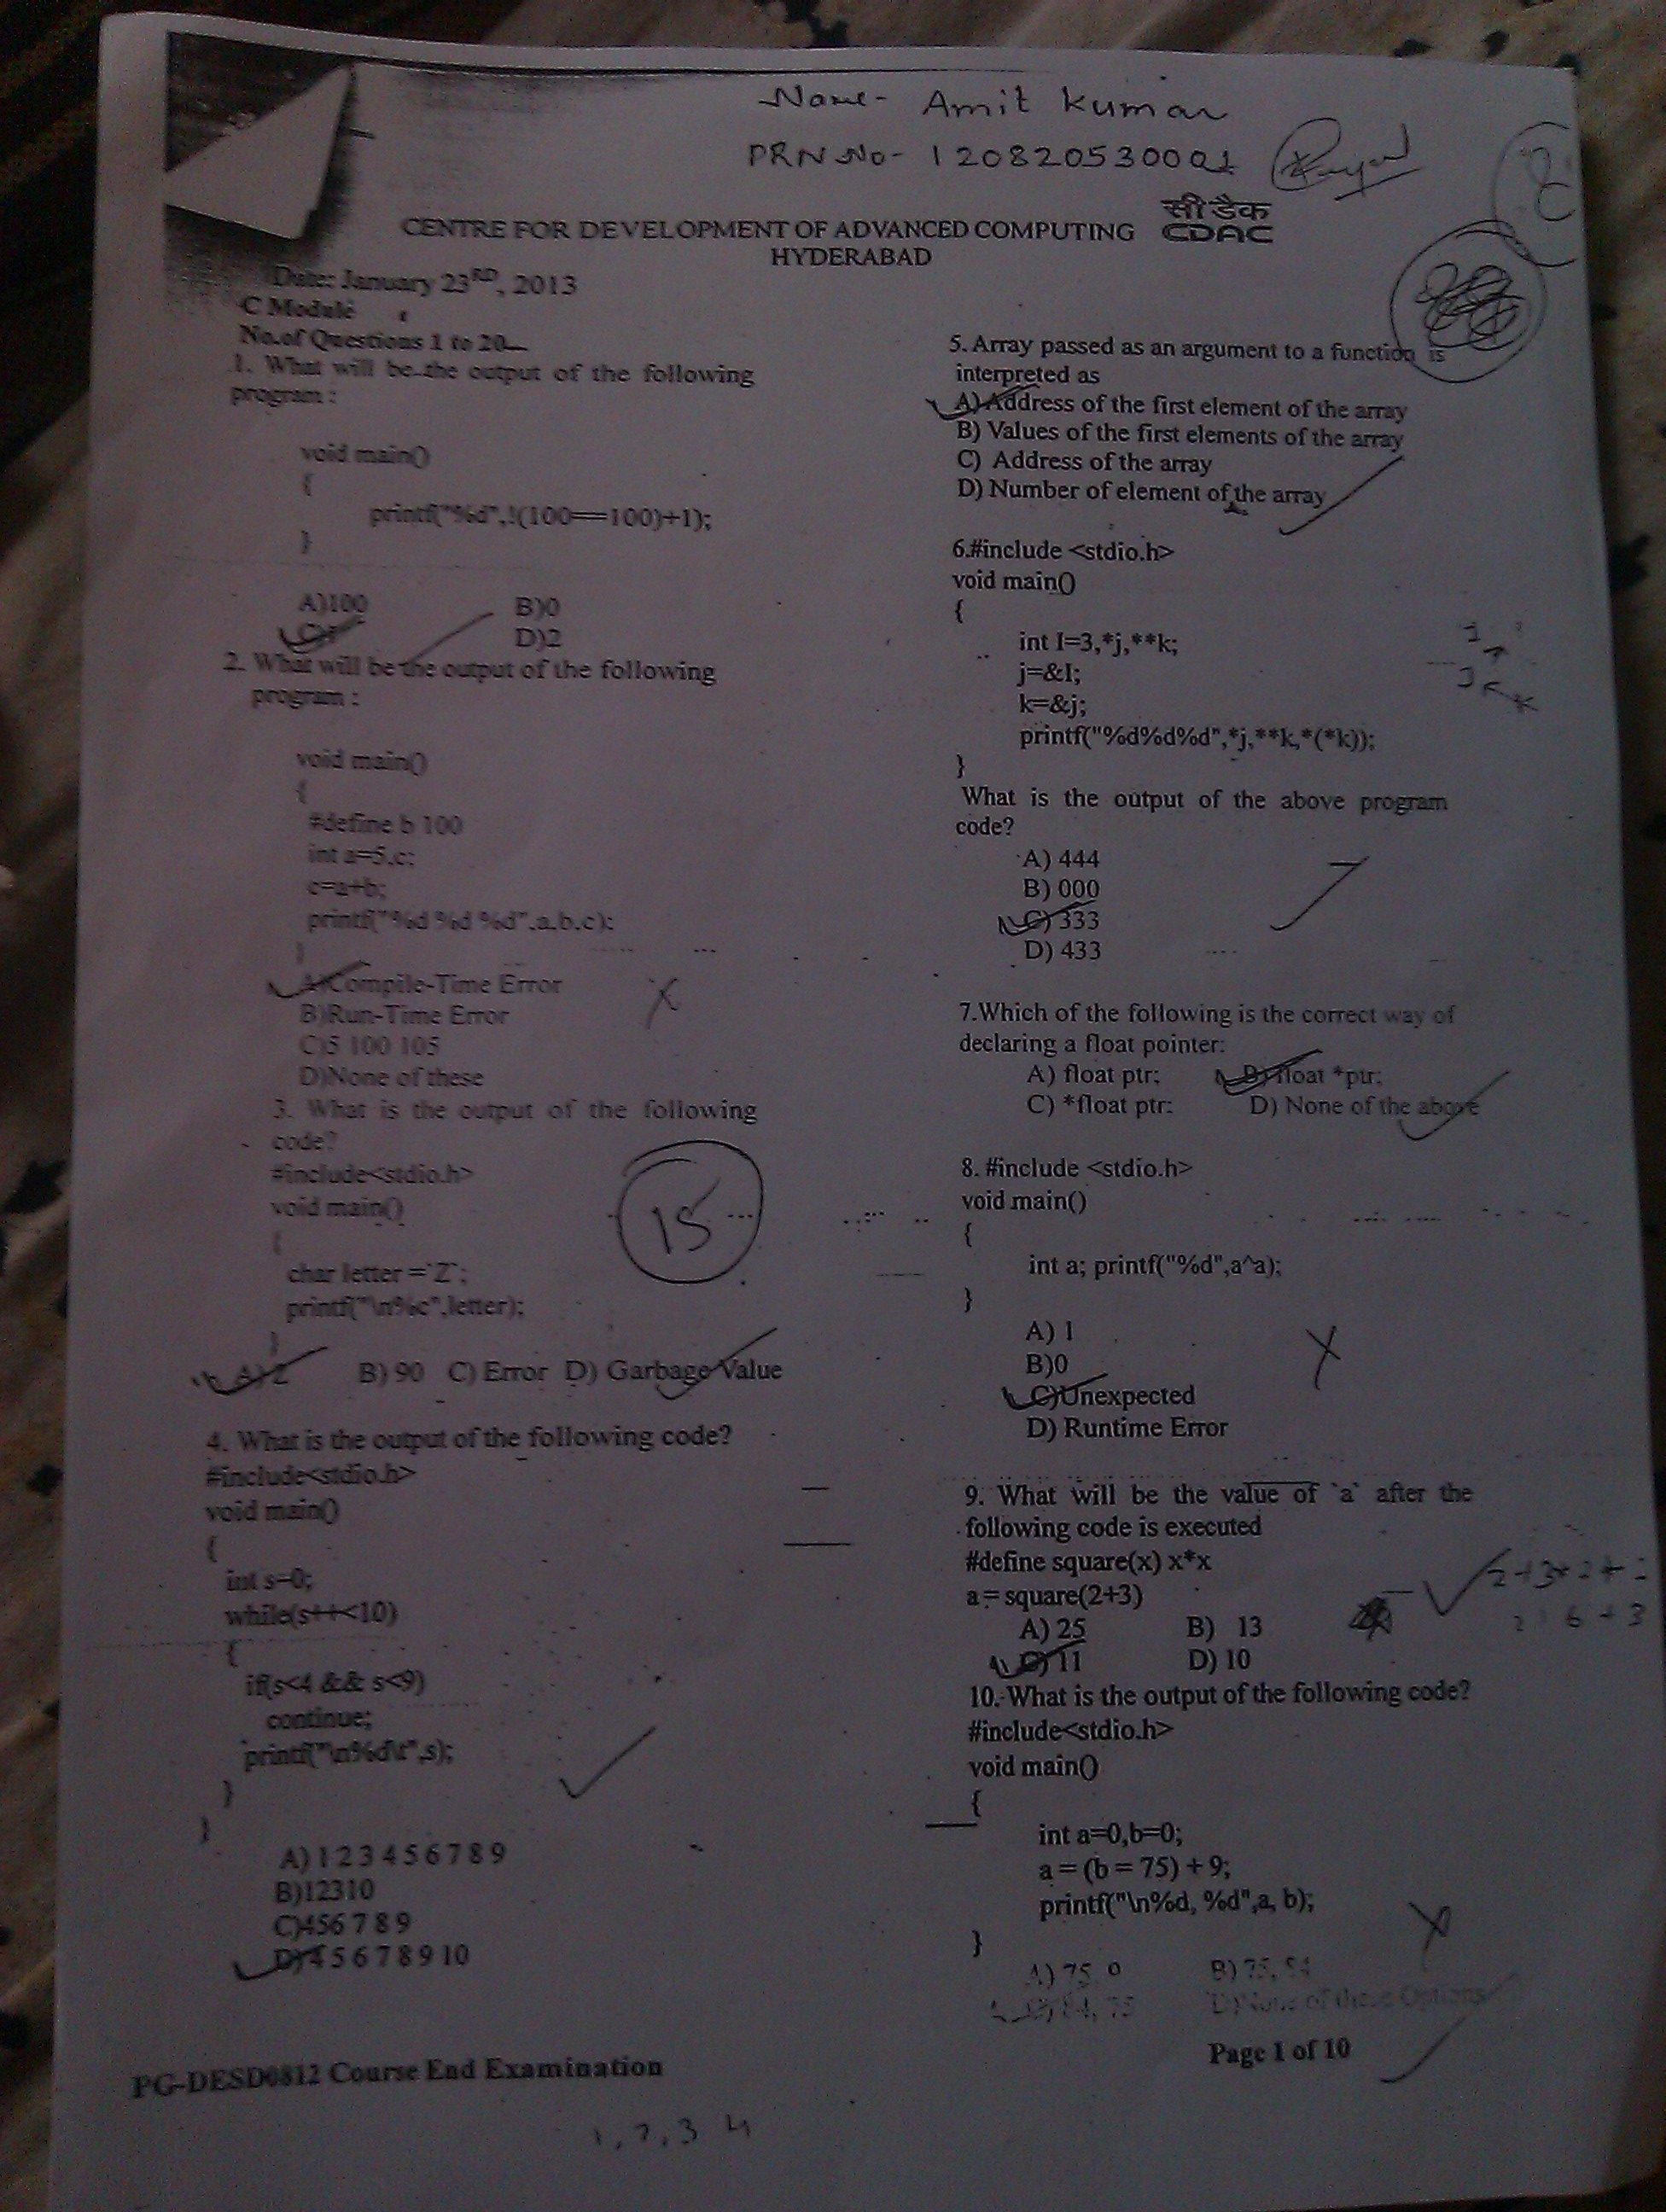 Name- Amit Kumar
PRN No- 120820530001
CENTRE FOR DEVELOPMENT OF ADVANCED COMPUTING
सी डैक
CDAC
HYDERABAD
Date: January 23RD, 2013
C Module
No.of Questions 1 to 20
1. What will be the output of the following
program :
void main()
{
printf("%d",!(100==100)+1);
}
A)100 B)0
C)1 D)2
2. What will be the output of the following
program :
void main()
{
#define b 100
int a=5,c;
c=a+b;
printf("%d %d %d",a,b,c);
}
A)Compile-Time Error
B)Run-Time Error
C)5 100 105
D)None of these
3. What is the output of the following
code?
#include<stdio.h>
void main()
{
char letter =`Z`;
printf("\n%c",letter);
}
A) Z B) 90 C) Error D) Garbage Value
15
4. What is the output of the following code?
#include<stdio.h>
void main()
{
int s=0;
while(s++<10)
{
if(s<4 && s<9)
continue;
printf("\n%d\t",s);
}
}
A) 1 2 3 4 5 6 7 8 9
B)12310
C)456 7 8 9
D)4 5 6 7 8 9 10
5. Array passed as an argument to a function is
interpreted as
A) Address of the first element of the array
B) Values of the first elements of the array
C) Address of the array
D) Number of element of the array
6.#include <stdio.h>
void main()
{
int I=3,*j,**k;
j=&I;
k=&j;
printf("%d%d%d",*j,**k,*(*k));
}
What is the output of the above program
code?
A) 444
B) 000
C) 333
D) 433
7.Which of the following is the correct way of
declaring a float pointer:
A) float ptr; B) float *ptr;
C) *float ptr: D) None of the above
8. #include <stdio.h>
void main()
{
int a; printf("%d",a^a);
}
A) 1
B)0
C)Unexpected
D) Runtime Error
9. What will be the value of `a` after the
following code is executed
#define square(x) x*x
a = square(2+3)
A) 25 B) 13
C) 11 D) 10
10. What is the output of the following code?
#include<stdio.h>
void main()
{
int a=0,b=0;
a = (b = 75) + 9;
printf("\n%d, %d",a, b);
}
A) 75, 9 B) 75, 84
C) 84, 75 D)None of these Options
PG-DESD0812 Course End Examination
Page 1 of 10
1, 2, 3 4